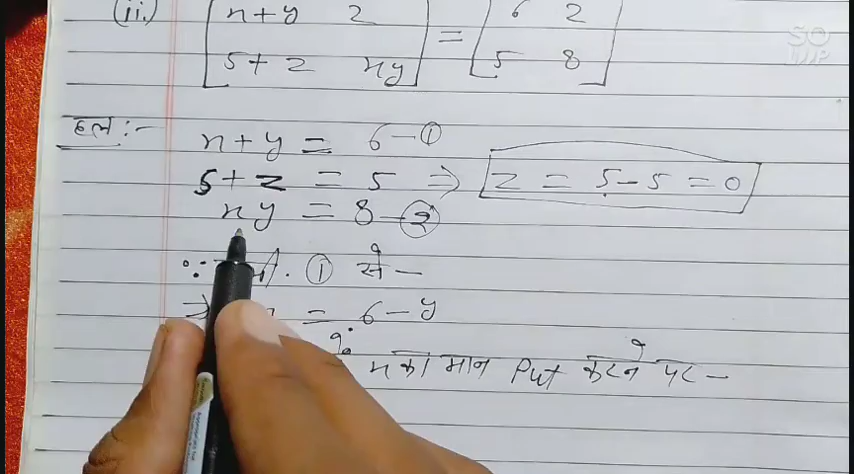 (ii.) [x+y 2] = [6 2]
[5+z xy] [5 8]
हल:-
x+y = 6-①
5+z = 5 ⇒ z = 5-5=0
xy = 8-②
∵ ① से-
⇒ = 6-y
x का मान Put करने पर-